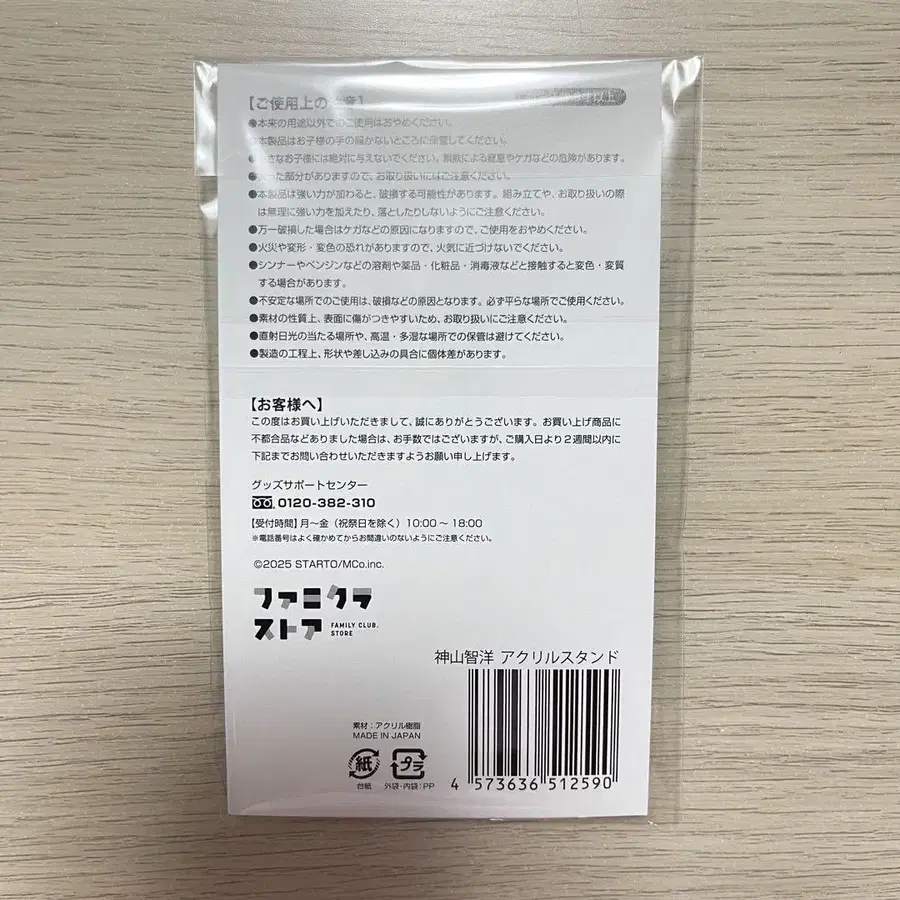 【ご使用上の 意】
●本来の用途以外でのご使用はおやめください。
本製品はお子様の手の届かないところに保管してください。
さなお子様には絶対に与えないでください。誤飲による窒息やケガなどの危険があります。
った部分がありますので、お取り扱いにはご注意ください。
●本製品は強い力が加わると、破損する可能性があります。組み立てや、お取り扱いの際
は無理に強い力を加えたり、落としたりしないようにご注意ください。
●万一破損した場合はケガなどの原因になりますので、ご使用をおやめください。
●火災や変形・変色の恐れがありますので、火気に近づけないでください。
●シンナーやベンジンなどの溶剤や薬品・化粧品・消毒液などと接触すると変色・変質
する場合があります。
●不安定な場所でのご使用は、破損などの原因となります。必ず平らな場所でご使用ください。
●素材の性質上、表面に傷がつきやすいため、お取り扱いにご注意ください。
●直射日光の当たる場所や、高温・多湿な場所での保管は避けてください。
●製造の工程上、形状や差し込みの具合に個体差があります。
【お客様へ】
この度はお買い上げいただきまして、誠にありがとうございます。お買い上げ商品に
不都合品などありました場合は、お手数ではございますが、ご購入日より2週間以内に
下記までお問い合わせいただきますようお願い申し上げます。
グッズサポートセンター
0120-382-310
【受付時間】月～金（祝祭日を除く）10:00～18:00
※電話番号はよく確かめてからお間違いのないようにご注意ください。
©2025 STARTO/MCo.inc.
ファミクラ
ストア FAMILY CLUB.
STORE
神山智洋 アクリルスタンド
素材：アクリル樹脂
MADE IN JAPAN
紙 プラ
台紙 外袋・内袋：PP
4 573636 512590